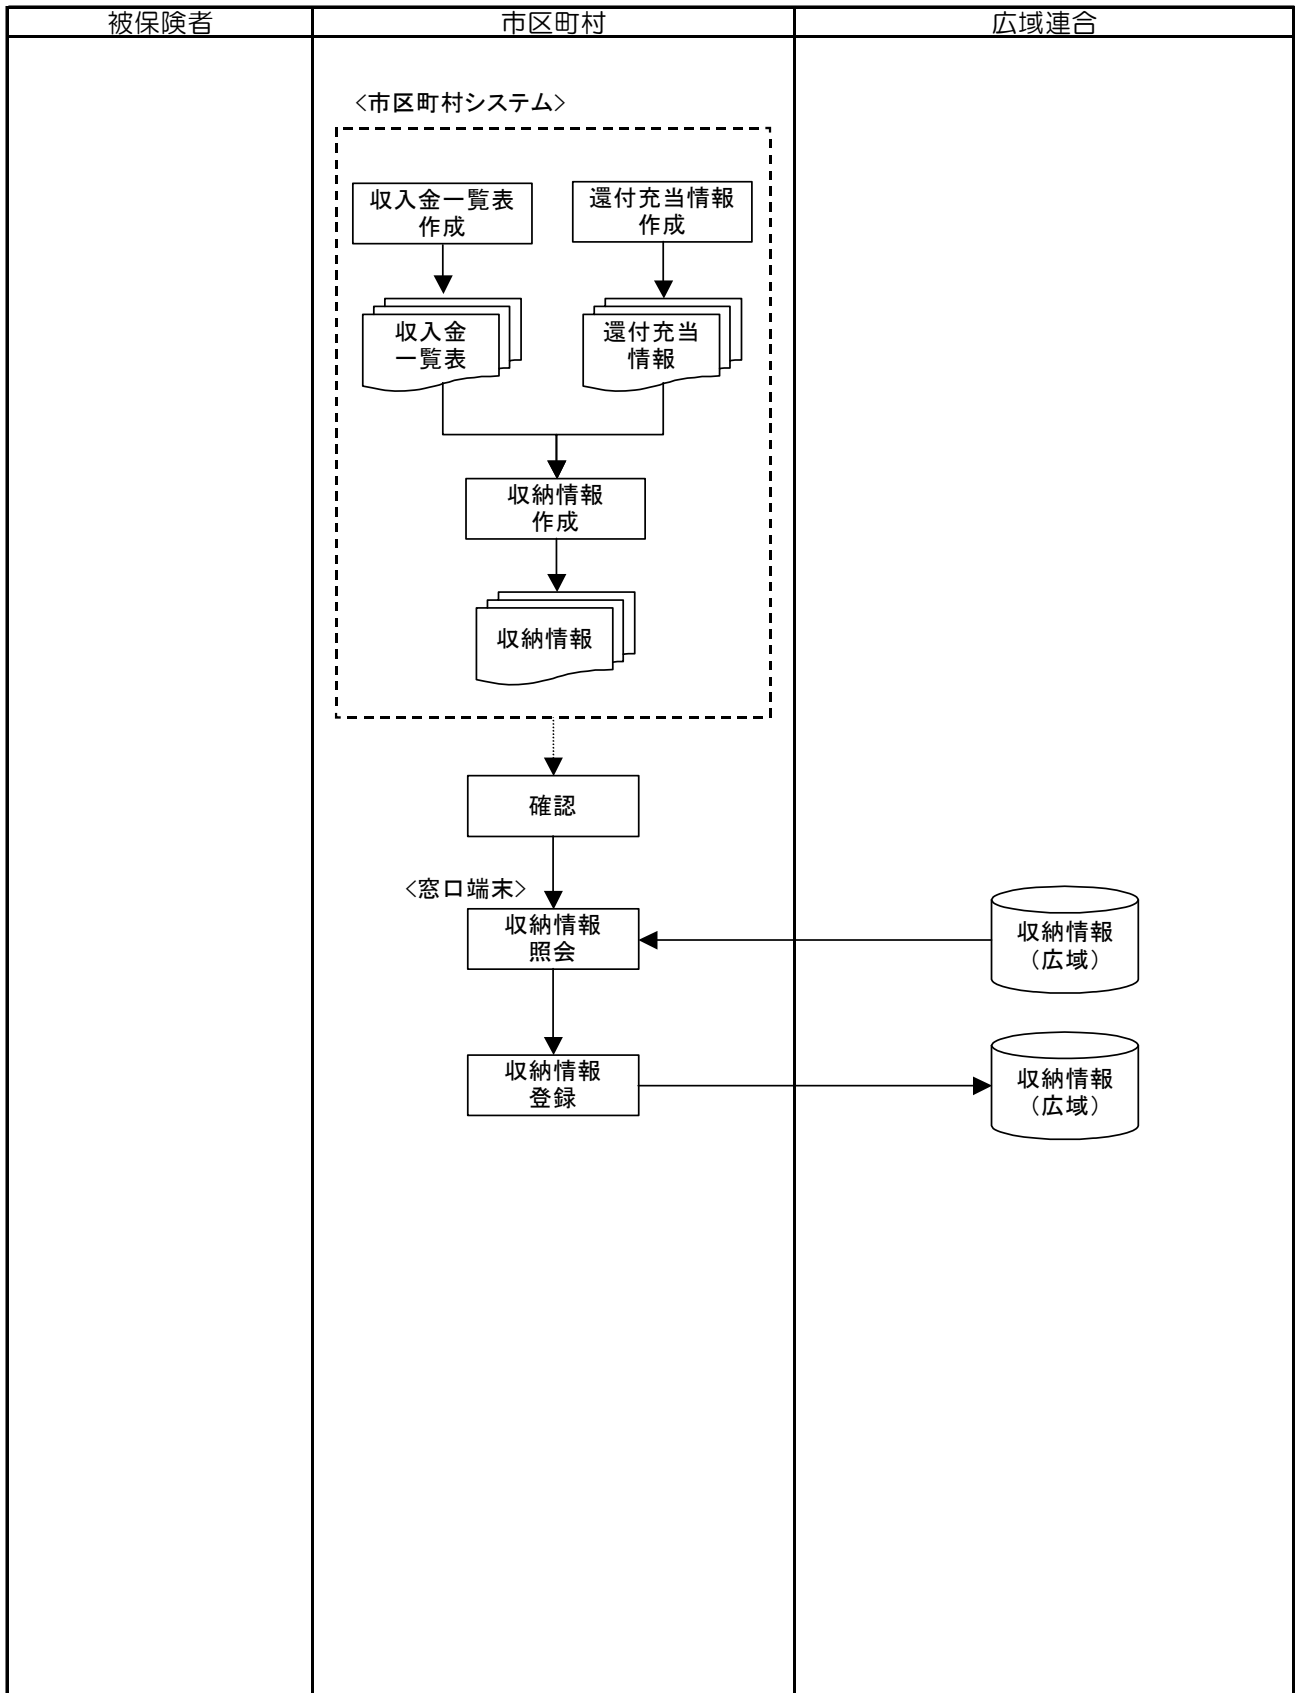 被保険者
市区町村
広域連合
＜市区町村システム＞
収入金一覧表
作成
還付充当情報
作成
収入金
一覧表
還付充当
情報
収納情報
作成
収納情報
確認
＜窓口端末＞
収納情報
照会
収納情報
（広域）
収納情報
登録
収納情報
（広域）